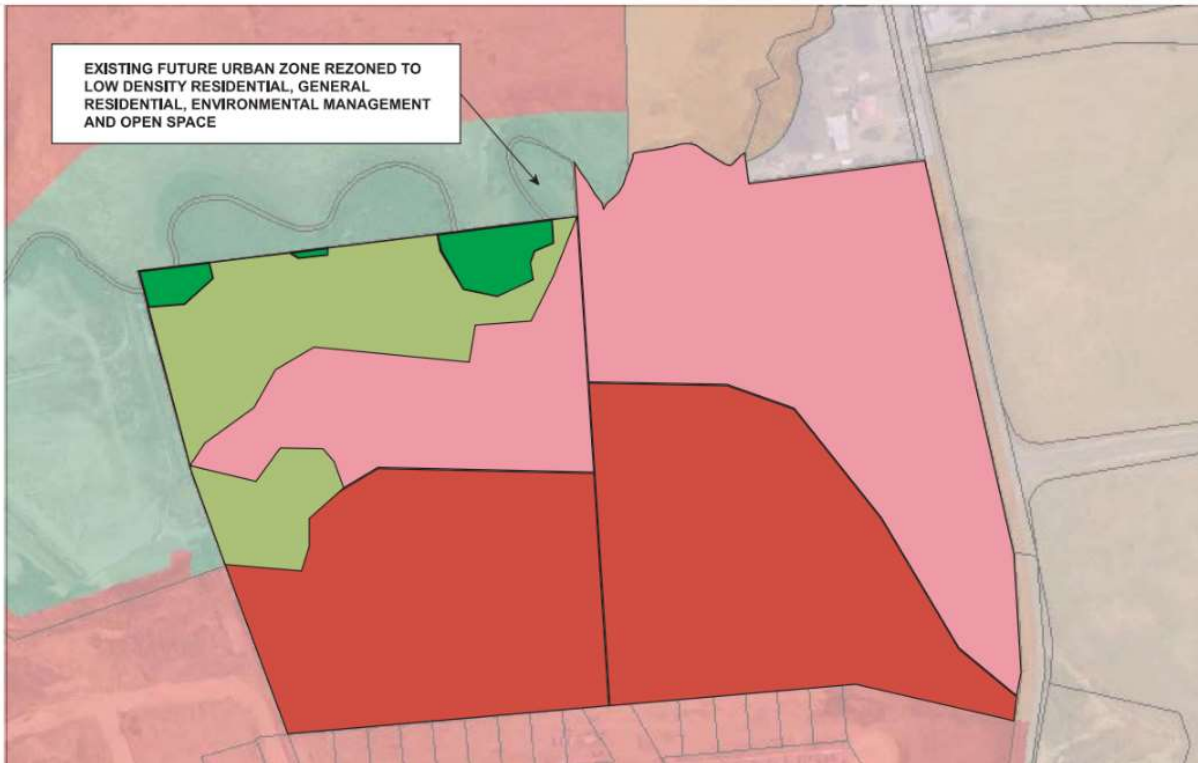 EXISTING FUTURE URBAN ZONE REZONED TO
LOW DENSITY RESIDENTIAL, GENERAL
RESIDENTIAL, ENVIRONMENTAL MANAGEMENT
AND OPEN SPACE